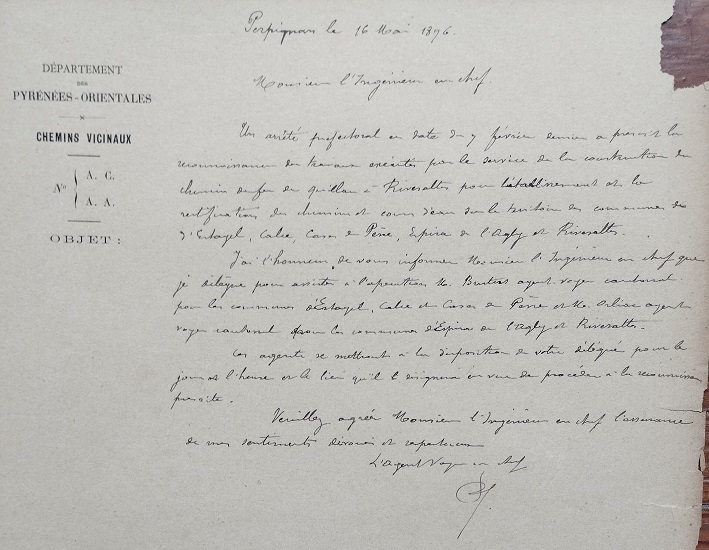 Perpignan le 16 Mai 1896.
DÉPARTEMENT
DES
PYRÉNÉES-ORIENTALES
CHEMINS VICINAUX
Nos
A. C.
A. A.
OBJET :
Monsieur l'Ingénieur en chef.
Un arrêté préfectoral en date du 7 février dernier a prescrit la
reconnaissance des travaux exécutés par le service de la construction du
chemin de fer de Quillan à Rivesaltes pour l'établissement et la
rectification des chemins et cours d'eau sur le territoire des communes de
d'Estagel, Calce Cases de Pène, Espira de l'Agly et Rivesaltes.
J'ai l'honneur de vous informer Monsieur l'Ingénieur en chef que
je délègue pour assister à l'opération M. agent voyer cantonal
pour les communes d'Estagel, Calce et Cases de Pène et M. agent
voyer cantonal pour les communes d'Espira de l'Agly et Rivesaltes.
Ces agents se mettront à la disposition de votre délégué pour le
jour et l'heure et le lieu qu'il désignera en vue de procéder à la reconnaissance
prescrite.
Veuillez agréer Monsieur l'Ingénieur en chef l'assurance
de mes sentiments dévoués et respectueux
L'Agent Voyer en chef